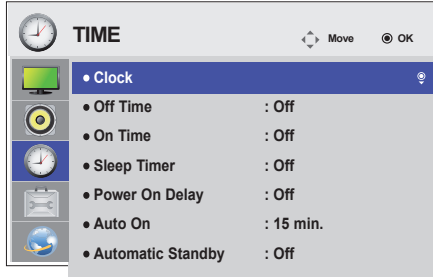 TIME Move OK
• Clock
• Off Time : Off
• On Time : Off
• Sleep Timer : Off
• Power On Delay : Off
• Auto On : 15 min.
• Automatic Standby : Off